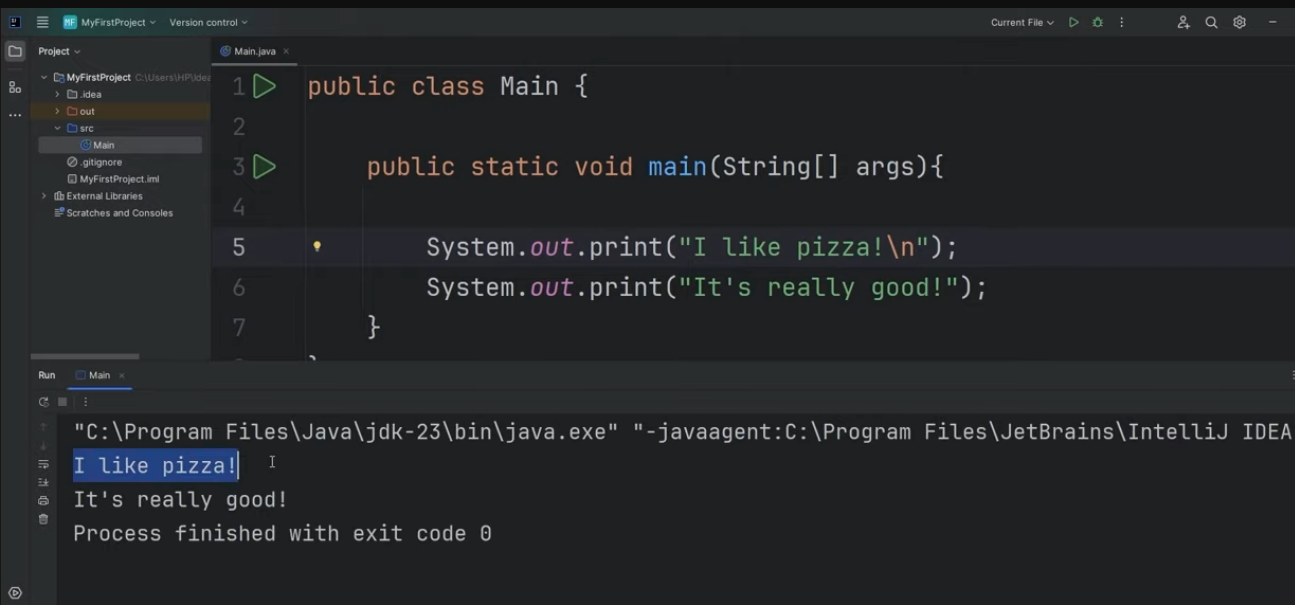 MF MyFirstProject Version control Current File
Project
Main.java
MyFirstProject C:\Users\HP\Idea
.idea
out
src
Main
.gitignore
MyFirstProject.iml
External Libraries
Scratches and Consoles
1 public class Main {
2
3 public static void main(String[] args){
4
5 System.out.print("I like pizza!\n");
6 System.out.print("It's really good!");
7 }
Run Main
"C:\Program Files\Java\jdk-23\bin\java.exe" "-javaagent:C:\Program Files\JetBrains\IntelliJ IDEA
I like pizza!
It's really good!
Process finished with exit code 0